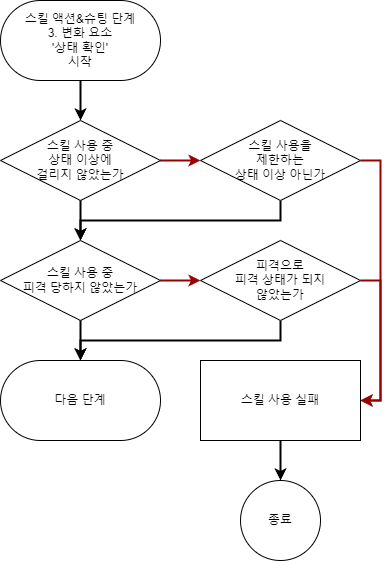 스킬 액션&슈팅 단계
3. 변화 요소
'상태 확인'
시작
스킬 사용 중
상태 이상에
걸리지 않았는가
스킬 사용을
제한하는
상태 이상 아닌가
스킬 사용 중
피격 당하지 않았는가
피격으로
피격 상태가 되지
않았는가
다음 단계
스킬 사용 실패
종료